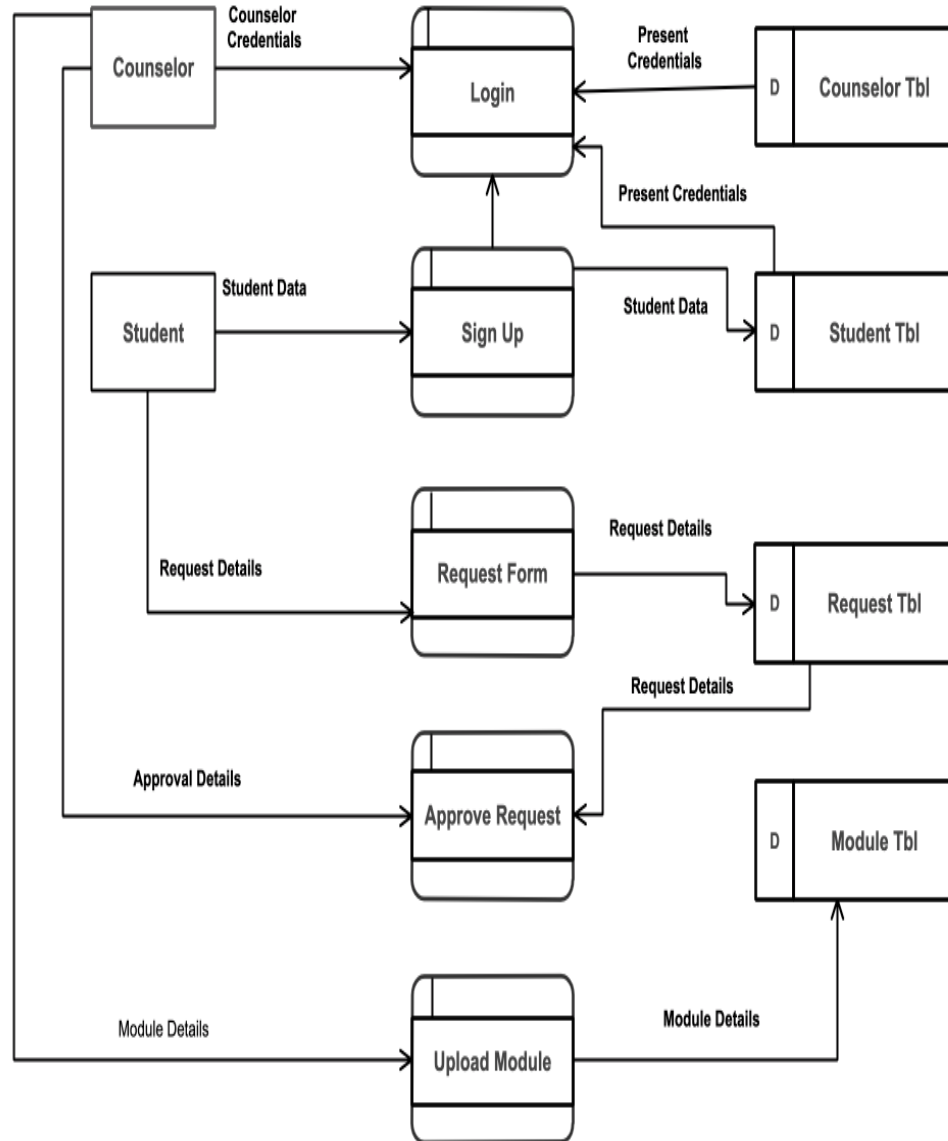 Counselor
Credentials
Present
Credentials
Counselor
Login
D
Counselor Tbl
Present Credentials
Student Data
Student Data
Student
Sign Up
D
Student Tbl
Request Details
Request Details
Request Form
D
Request Tbl
Request Details
Approval Details
Approve Request
D
Module Tbl
Module Details
Module Details
Upload Module